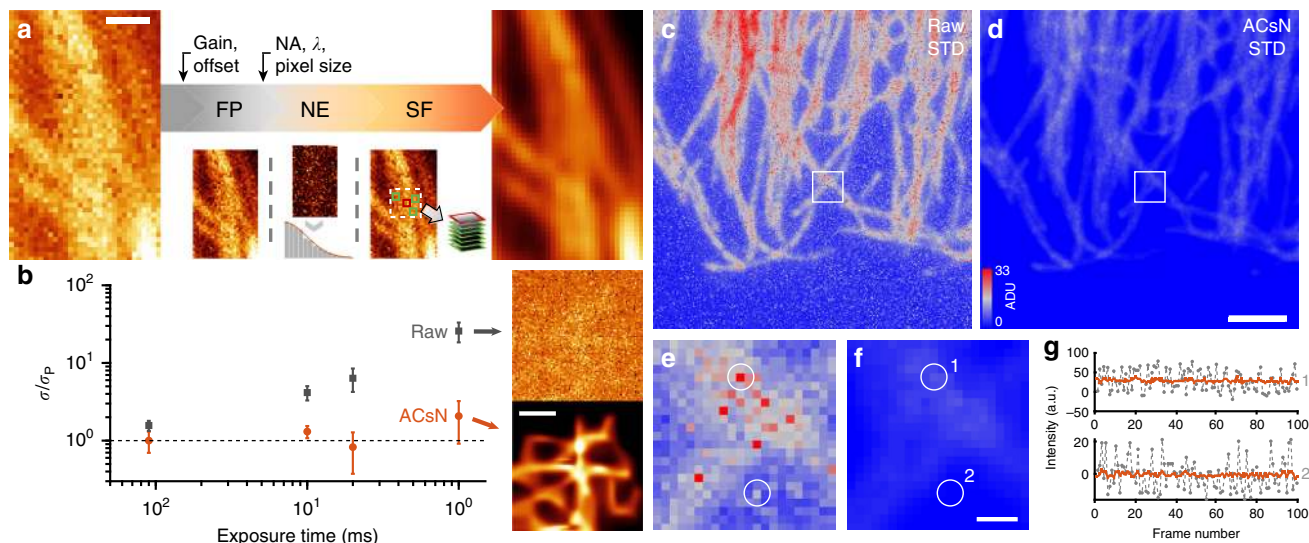 a
Gain,
offset
NA, λ,
pixel size
FP
NE
SF
b
10²
10¹
10⁰
σ/σP
Raw
ACsN
10² 10¹ 10⁰
Exposure time (ms)
c
Raw
STD
d
ACsN
STD
33
ADU
0
e
f
1
2
g
100
50
0
−50
1
20
0
2
Intensity (a.u.)
0 20 40 60 80 100
0 20 40 60 80 100
Frame number